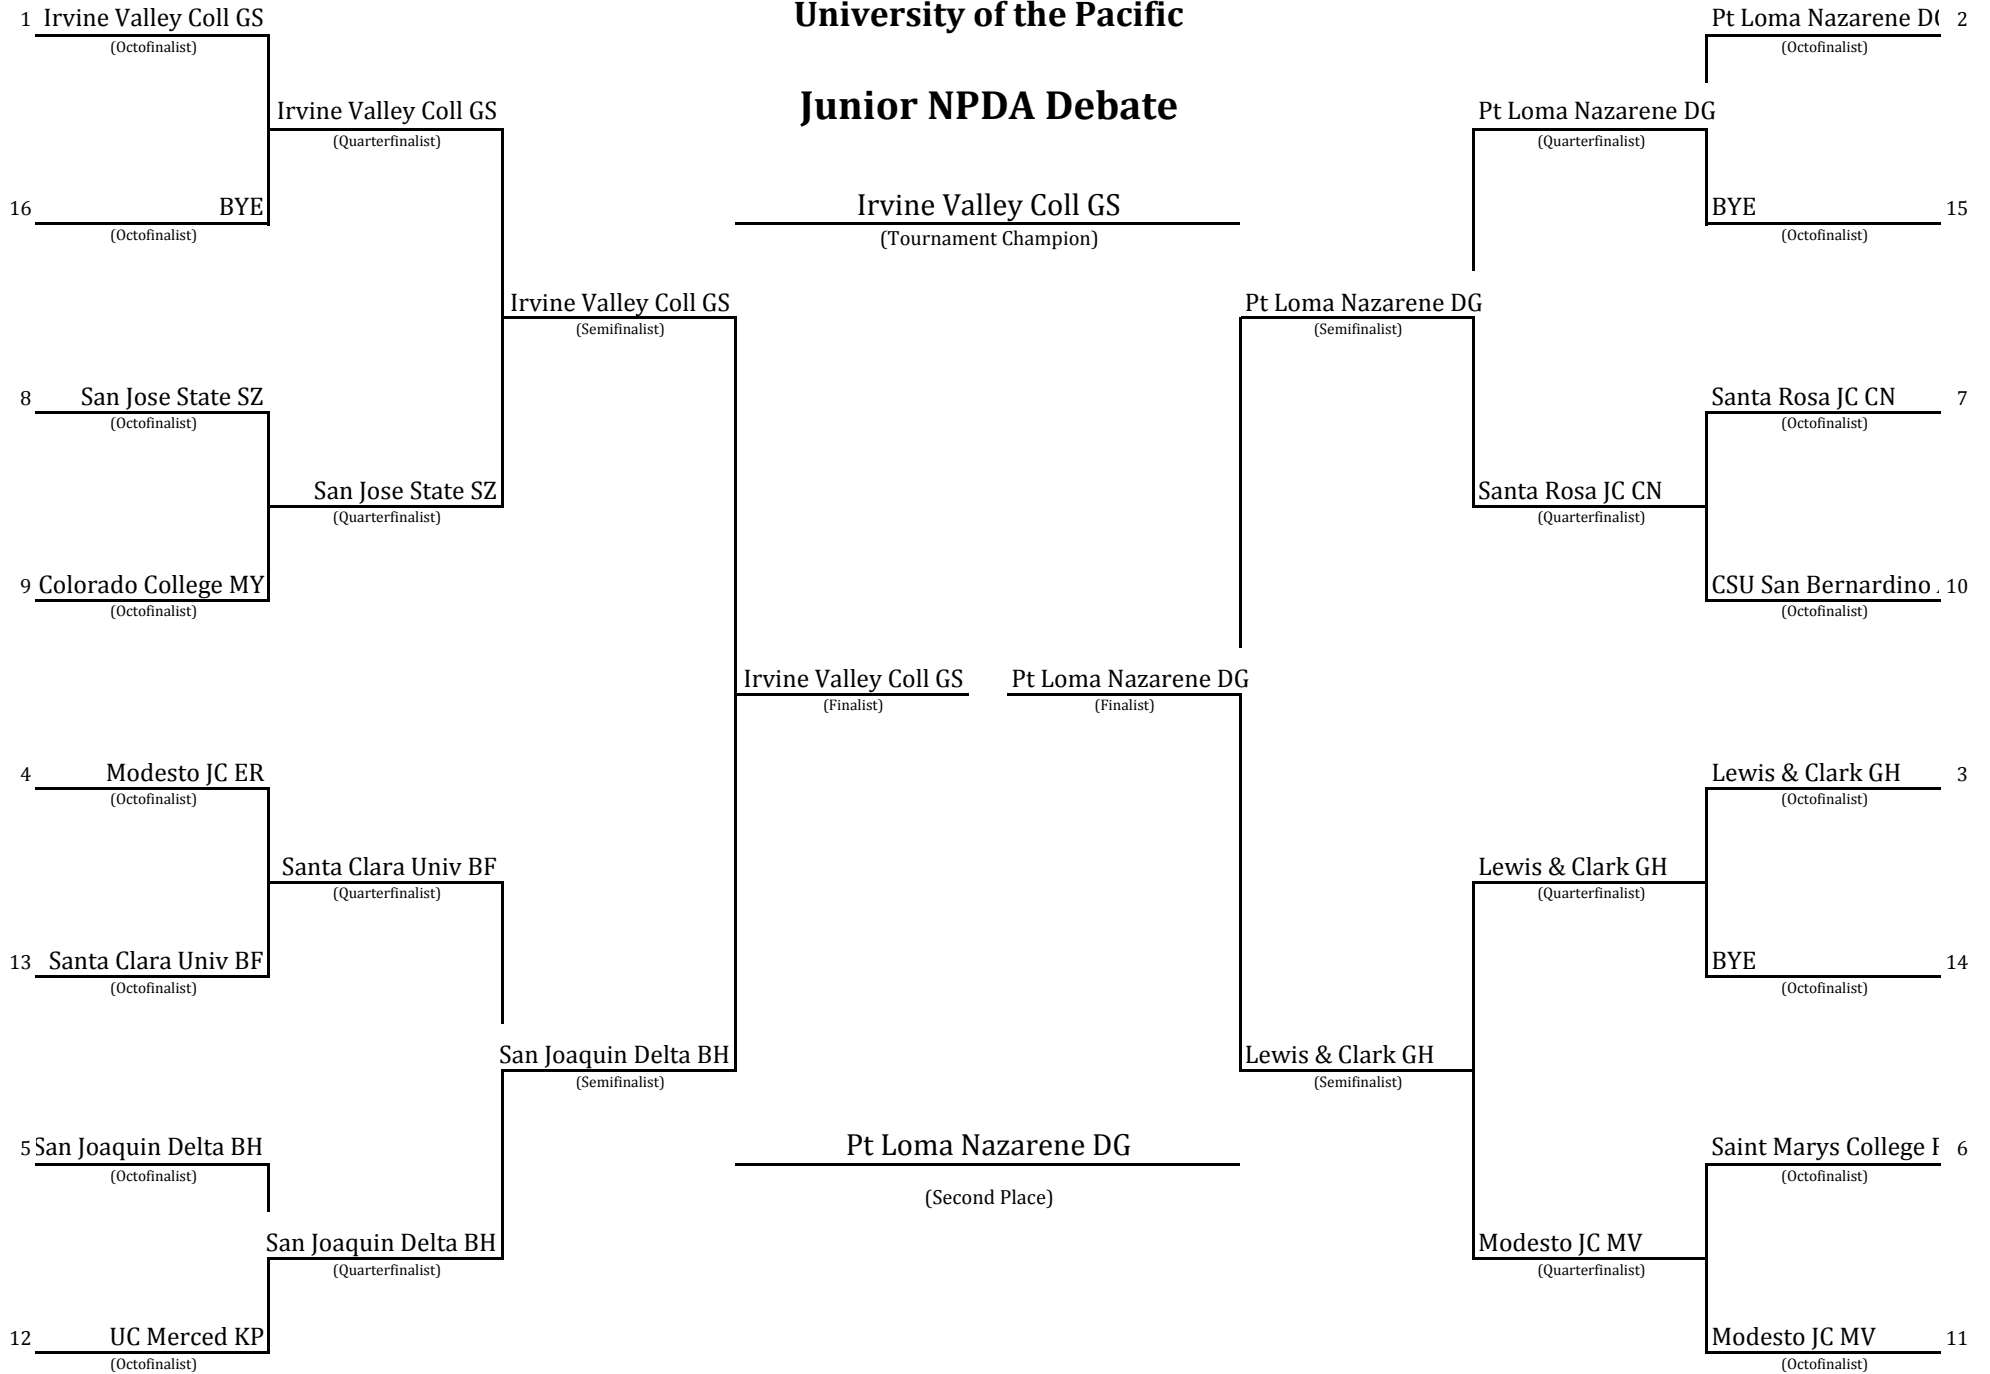 University of the Pacific
Junior NPDA Debate
1 Irvine Valley Coll GS
(Octofinalist)
16 BYE
(Octofinalist)
8 San Jose State SZ
(Octofinalist)
9 Colorado College MY
(Octofinalist)
4 Modesto JC ER
(Octofinalist)
13 Santa Clara Univ BF
(Octofinalist)
5 San Joaquin Delta BH
(Octofinalist)
12 UC Merced KP
(Octofinalist)
Irvine Valley Coll GS
(Quarterfinalist)
San Jose State SZ
(Quarterfinalist)
Santa Clara Univ BF
(Quarterfinalist)
San Joaquin Delta BH
(Quarterfinalist)
Irvine Valley Coll GS
(Semifinalist)
San Joaquin Delta BH
(Semifinalist)
Irvine Valley Coll GS
(Finalist)
Irvine Valley Coll GS
(Tournament Champion)
Pt Loma Nazarene DG
(Second Place)
Pt Loma Nazarene DG
(Finalist)
Pt Loma Nazarene DG
(Semifinalist)
Lewis & Clark GH
(Semifinalist)
Pt Loma Nazarene DG
(Quarterfinalist)
Santa Rosa JC CN
(Quarterfinalist)
Lewis & Clark GH
(Quarterfinalist)
Modesto JC MV
(Quarterfinalist)
Pt Loma Nazarene 2
(Octofinalist)
BYE 15
(Octofinalist)
Santa Rosa JC CN 7
(Octofinalist)
CSU San Bernardino 10
(Octofinalist)
Lewis & Clark GH 3
(Octofinalist)
BYE 14
(Octofinalist)
Saint Marys College 6
(Octofinalist)
Modesto JC MV 11
(Octofinalist)